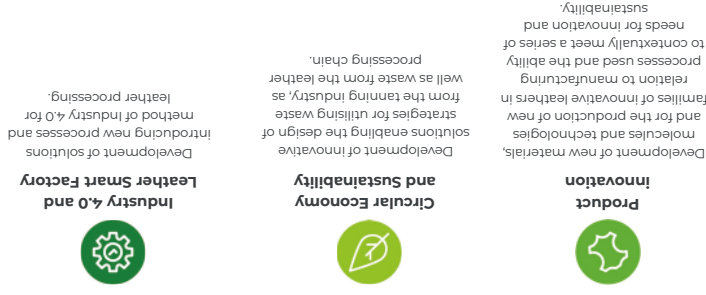 Product
innovation
Development of new materials,
molecules and technologies
and for the production of new
families of innovative leathers in
relation to manufacturing
processes used and the ability
to contextually meet a series of
needs for innovation and
sustainability.
Circular Economy
and Sustainability
Development of innovative
solutions enabling the design of
strategies for utilising waste
from the tanning industry, as
well as waste from the leather
processing chain.
Industry 4.0 and
Leather Smart Factory
Development of solutions
introducing new processes and
method of Industry 4.0 for
leather processing.